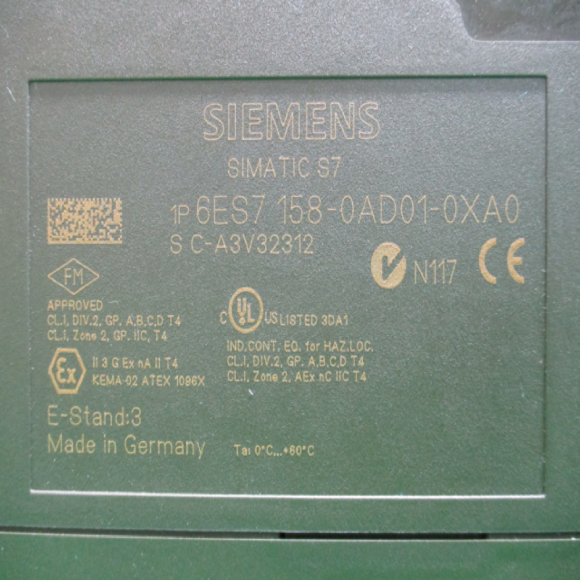 SIEMENS
SIMATIC S7
1P 6ES7 158-0AD01-0XA0
S C-A3V32312
N117 CE
FM
APPROVED
CL.I, DIV.2, GP. A,B,C,D T4
CL.I, Zone 2, GP. IIC, T4
C UL US LISTED 3DA1
IND.CONT. EQ. for HAZ.LOC.
CL.I, DIV.2, GP. A,B,C,D T4
CL.I, Zone 2, AEx nC IIC T4
Ex II 3 G Ex nA II T4
KEMA-02 ATEX 1096X
E-Stand:3
Made in Germany
Ta: 0°C...+60°C